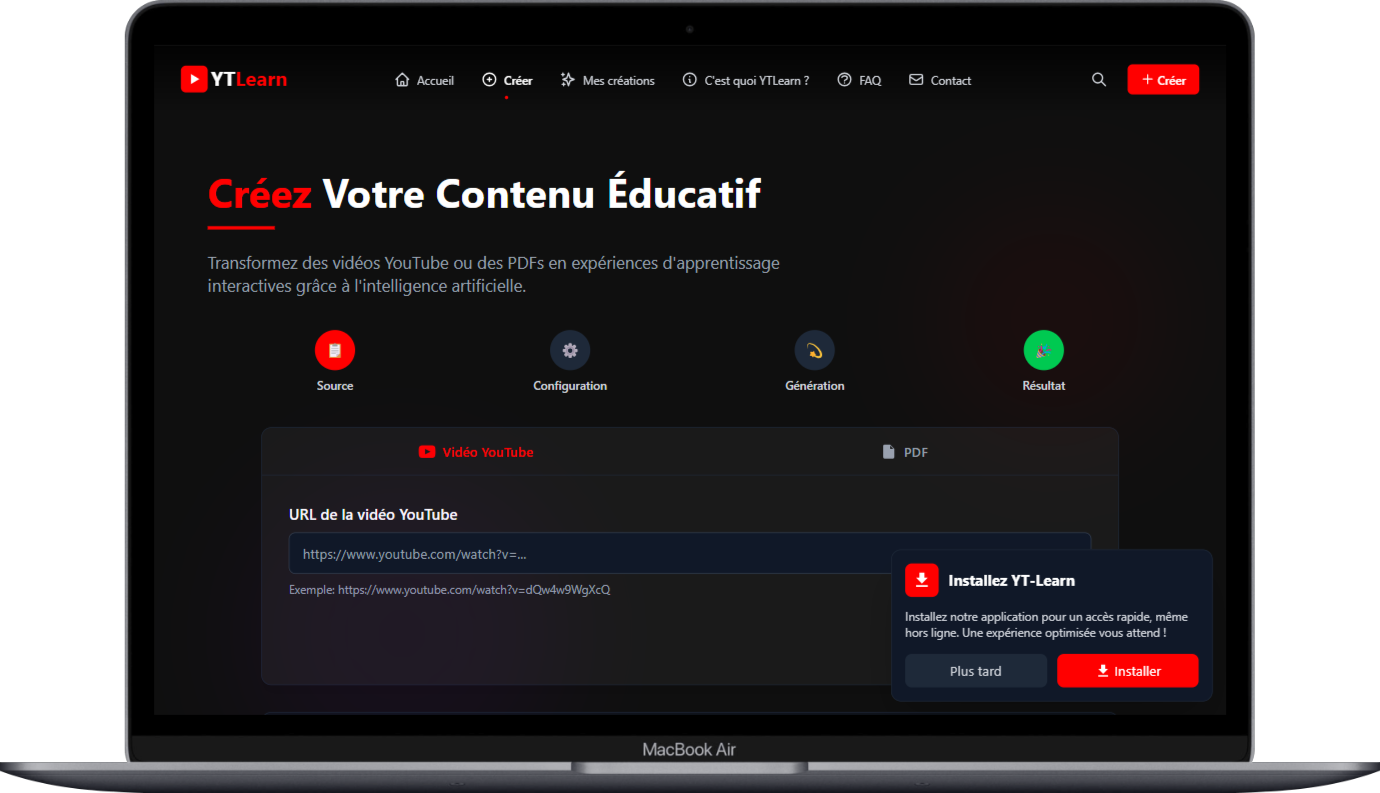 YTLearn
Accueil
Créer
Mes créations
C'est quoi YTLearn ?
FAQ
Contact
+ Créer
Créez Votre Contenu Éducatif
Transformez des vidéos YouTube ou des PDFs en expériences d'apprentissage
interactives grâce à l'intelligence artificielle.
Source
Configuration
Génération
Résultat
Vidéo YouTube
PDF
URL de la vidéo YouTube
https://www.youtube.com/watch?v=...
Exemple: https://www.youtube.com/watch?v=dQw4w9WgXcQ
Installez YT-Learn
Installez notre application pour un accès rapide, même
hors ligne. Une expérience optimisée vous attend !
Plus tard
Installer
MacBook Air